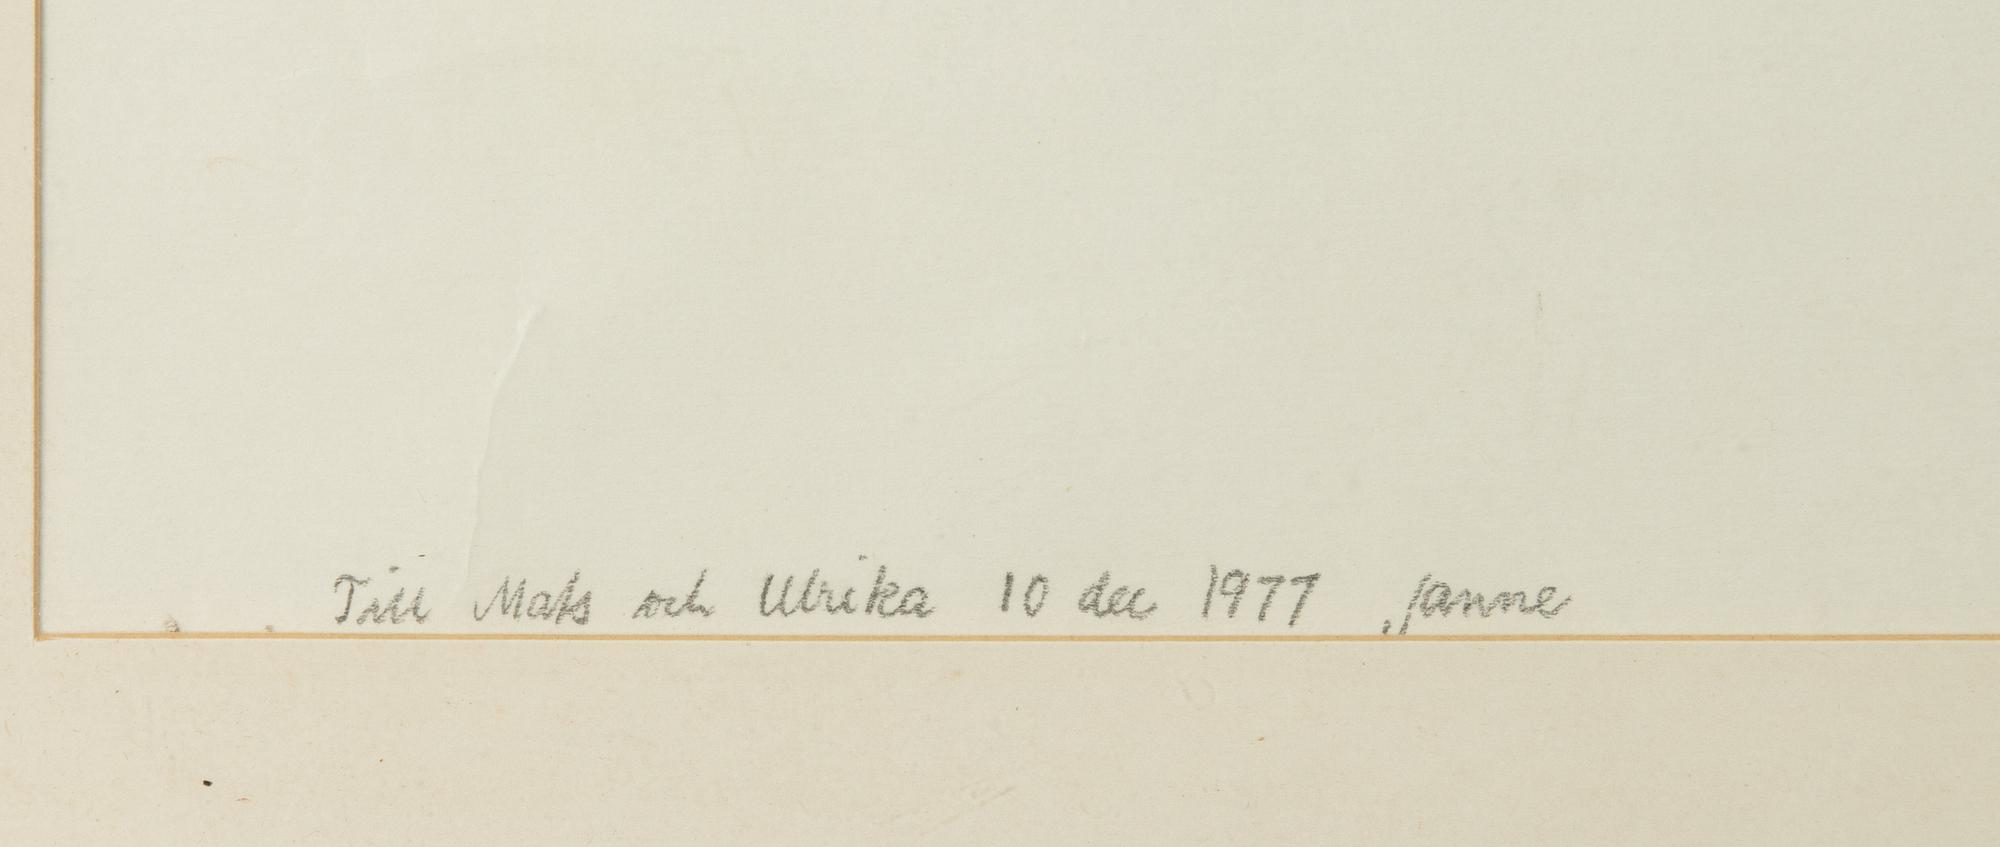 Till Mats och Ulrika 10 dec 1977 Janne